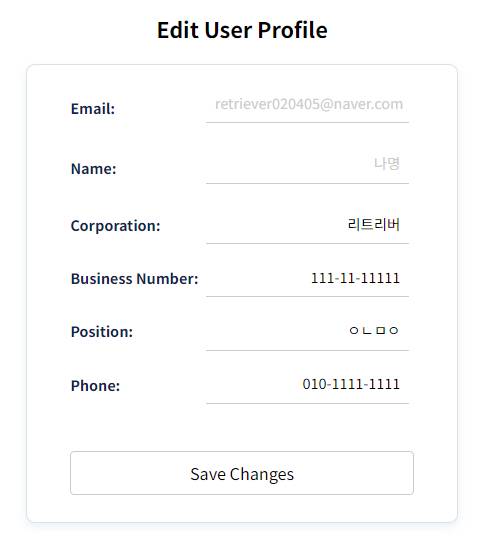 Edit User Profile
Email: retriever020405@naver.com
Name: 나명
Corporation: 리트리버
Business Number: 111-11-11111
Position: ㅇㄴㅁㅇ
Phone: 010-1111-1111
Save Changes